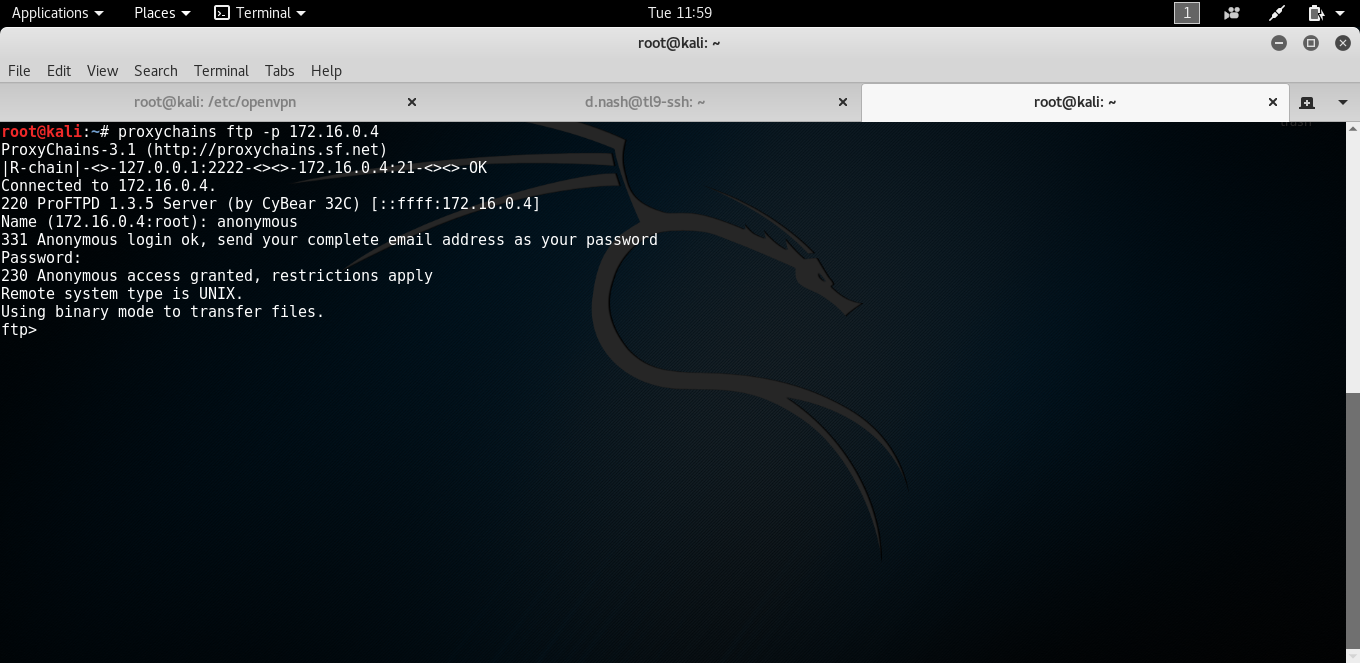 Applications Places Terminal Tue 11:59 1
root@kali: ~
File Edit View Search Terminal Tabs Help
root@kali: /etc/openvpn d.nash@tl9-ssh: ~ root@kali: ~
root@kali:~# proxychains ftp -p 172.16.0.4
ProxyChains-3.1 (http://proxychains.sf.net)
|R-chain|-<>-127.0.0.1:2222-<><>-172.16.0.4:21-<><>-OK
Connected to 172.16.0.4.
220 ProFTPD 1.3.5 Server (by CyBear 32C) [::ffff:172.16.0.4]
Name (172.16.0.4:root): anonymous
331 Anonymous login ok, send your complete email address as your password
Password:
230 Anonymous access granted, restrictions apply
Remote system type is UNIX.
Using binary mode to transfer files.
ftp>